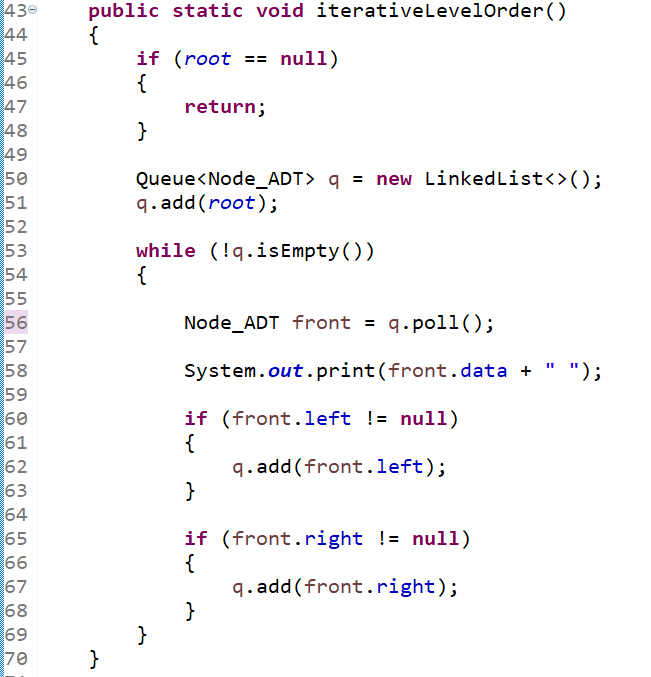 43 public static void iterativeLevelOrder()
44 {
45 if (root == null)
46 {
47 return;
48 }
49
50 Queue<Node_ADT> q = new LinkedList<>();
51 q.add(root);
52
53 while (!q.isEmpty())
54 {
55
56 Node_ADT front = q.poll();
57
58 System.out.print(front.data + " ");
59
60 if (front.left != null)
61 {
62 q.add(front.left);
63 }
64
65 if (front.right != null)
66 {
67 q.add(front.right);
68 }
69 }
70 }